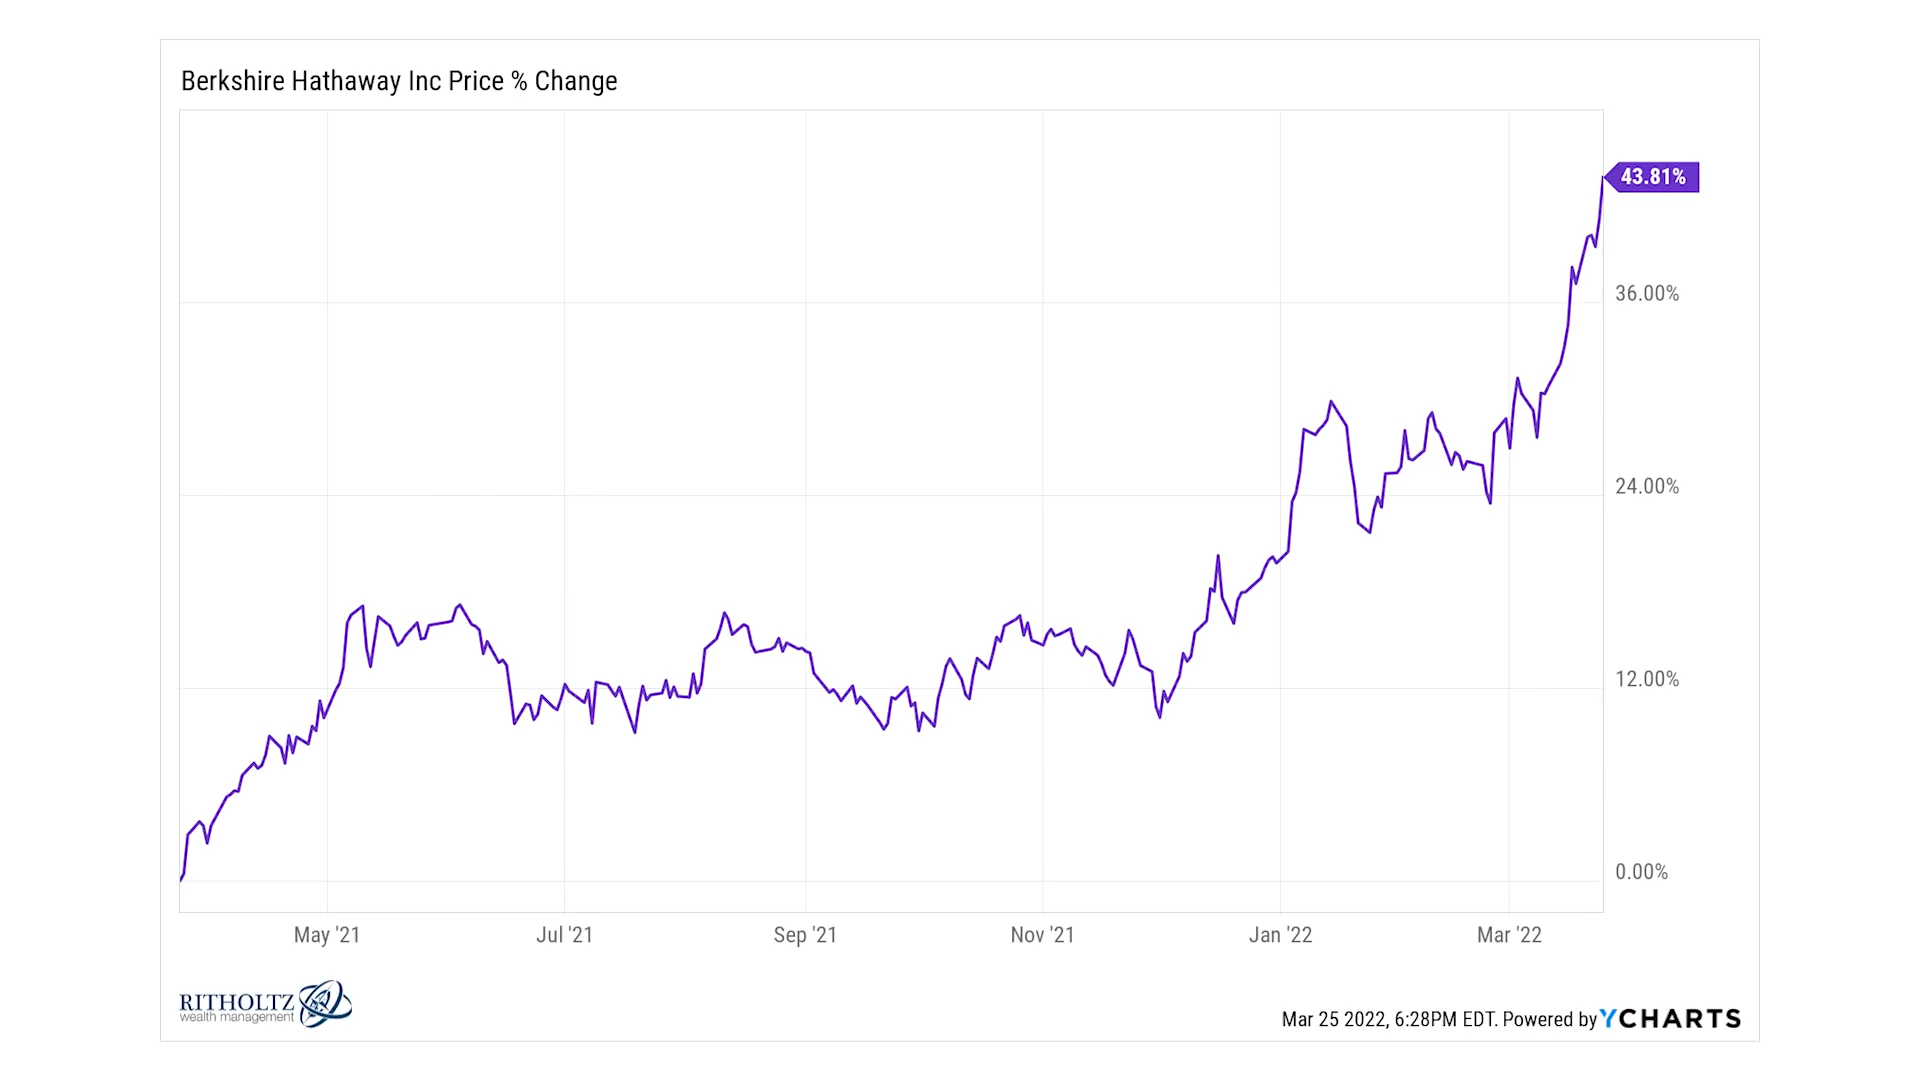 Berkshire Hathaway Inc Price % Change
43.81%
36.00%
24.00%
12.00%
0.00%
May '21 Jul '21 Sep '21 Nov '21 Jan '22 Mar '22
RITHOLTZ
wealth management
Mar 25 2022, 6:28PM EDT. Powered by YCHARTS